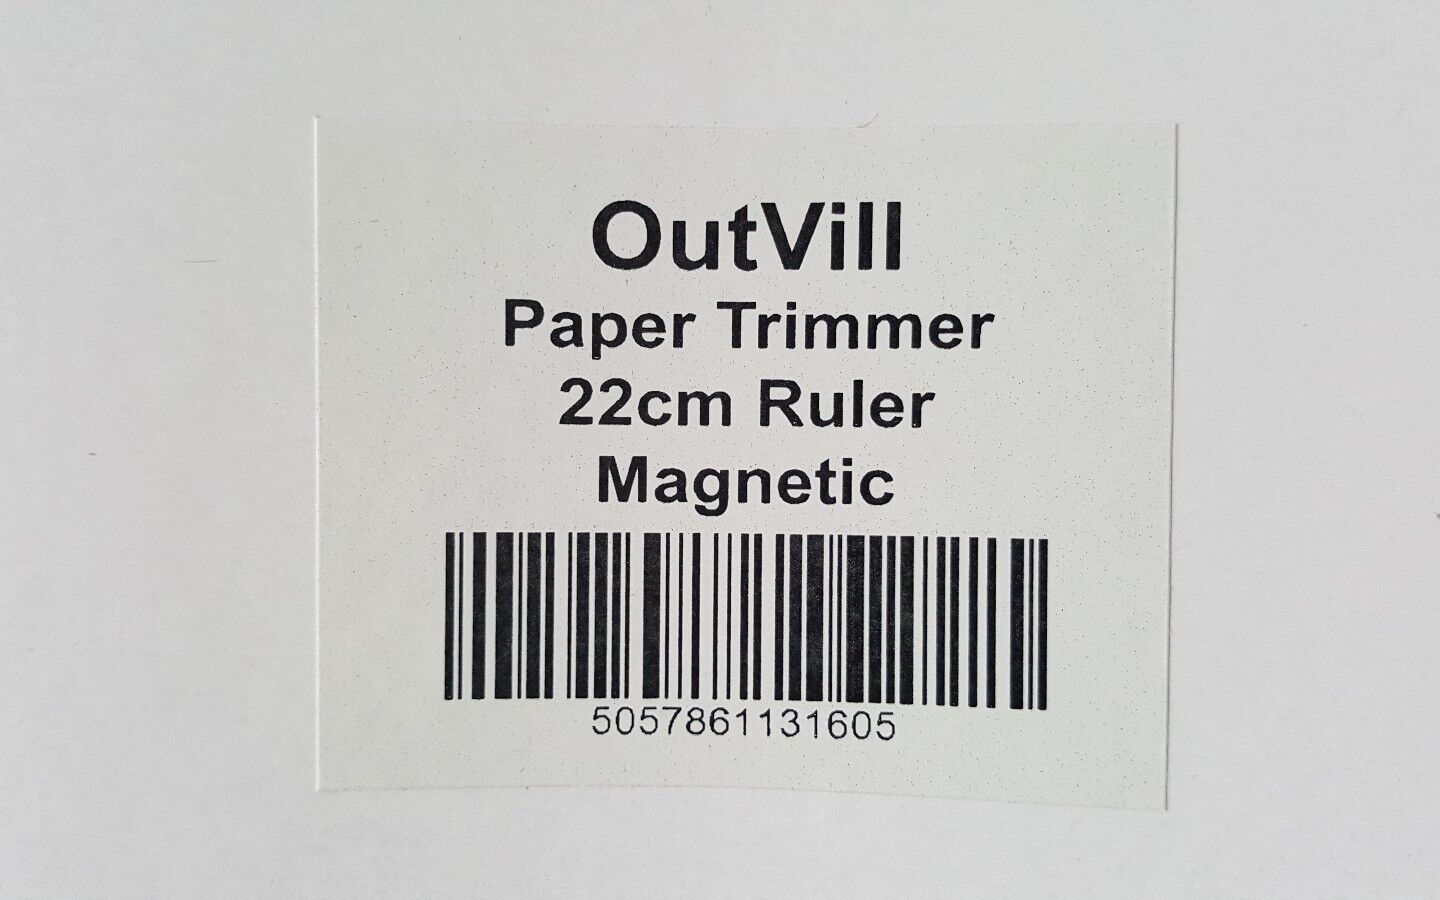 OutVill
Paper Trimmer
22cm Ruler
Magnetic
5057861131605